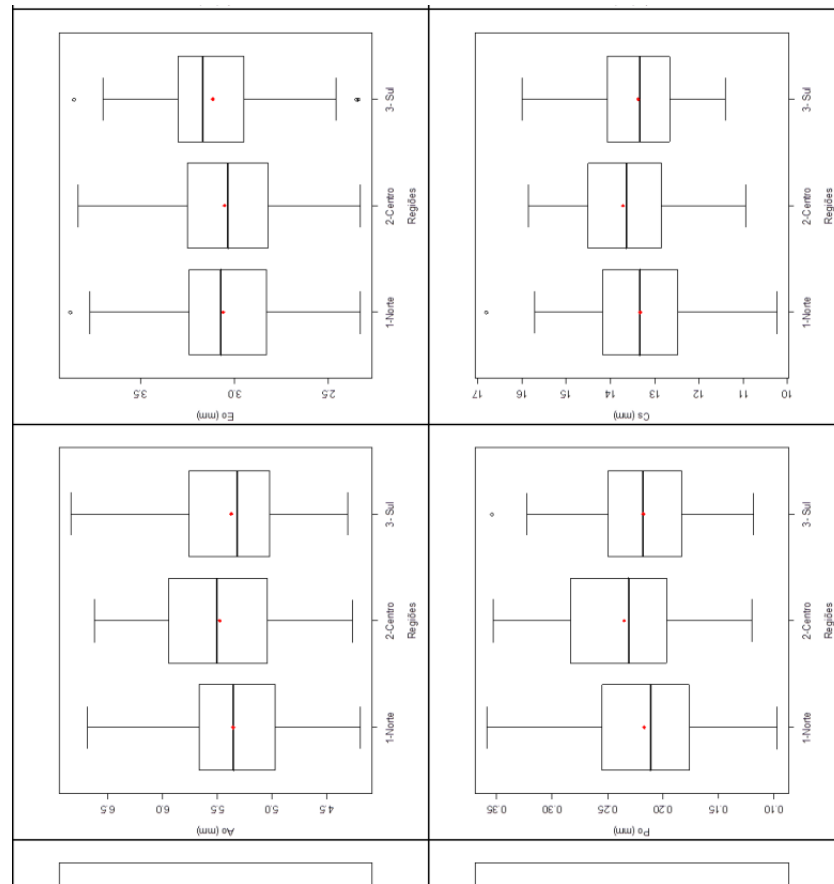 3- Sul
2-Centro
1-Norte
Regiões
3.5 3.0 2.5
Eo (mm)
3- Sul
2-Centro
1-Norte
Regiões
17 16 15 14 13 12 11 10
Cs (mm)
3- Sul
2-Centro
1-Norte
Regiões
6.5 6.0 5.5 5.0 4.5
Ao (mm)
3- Sul
2-Centro
1-Norte
Regiões
0.35 0.30 0.25 0.20 0.15 0.10
Po (mm)